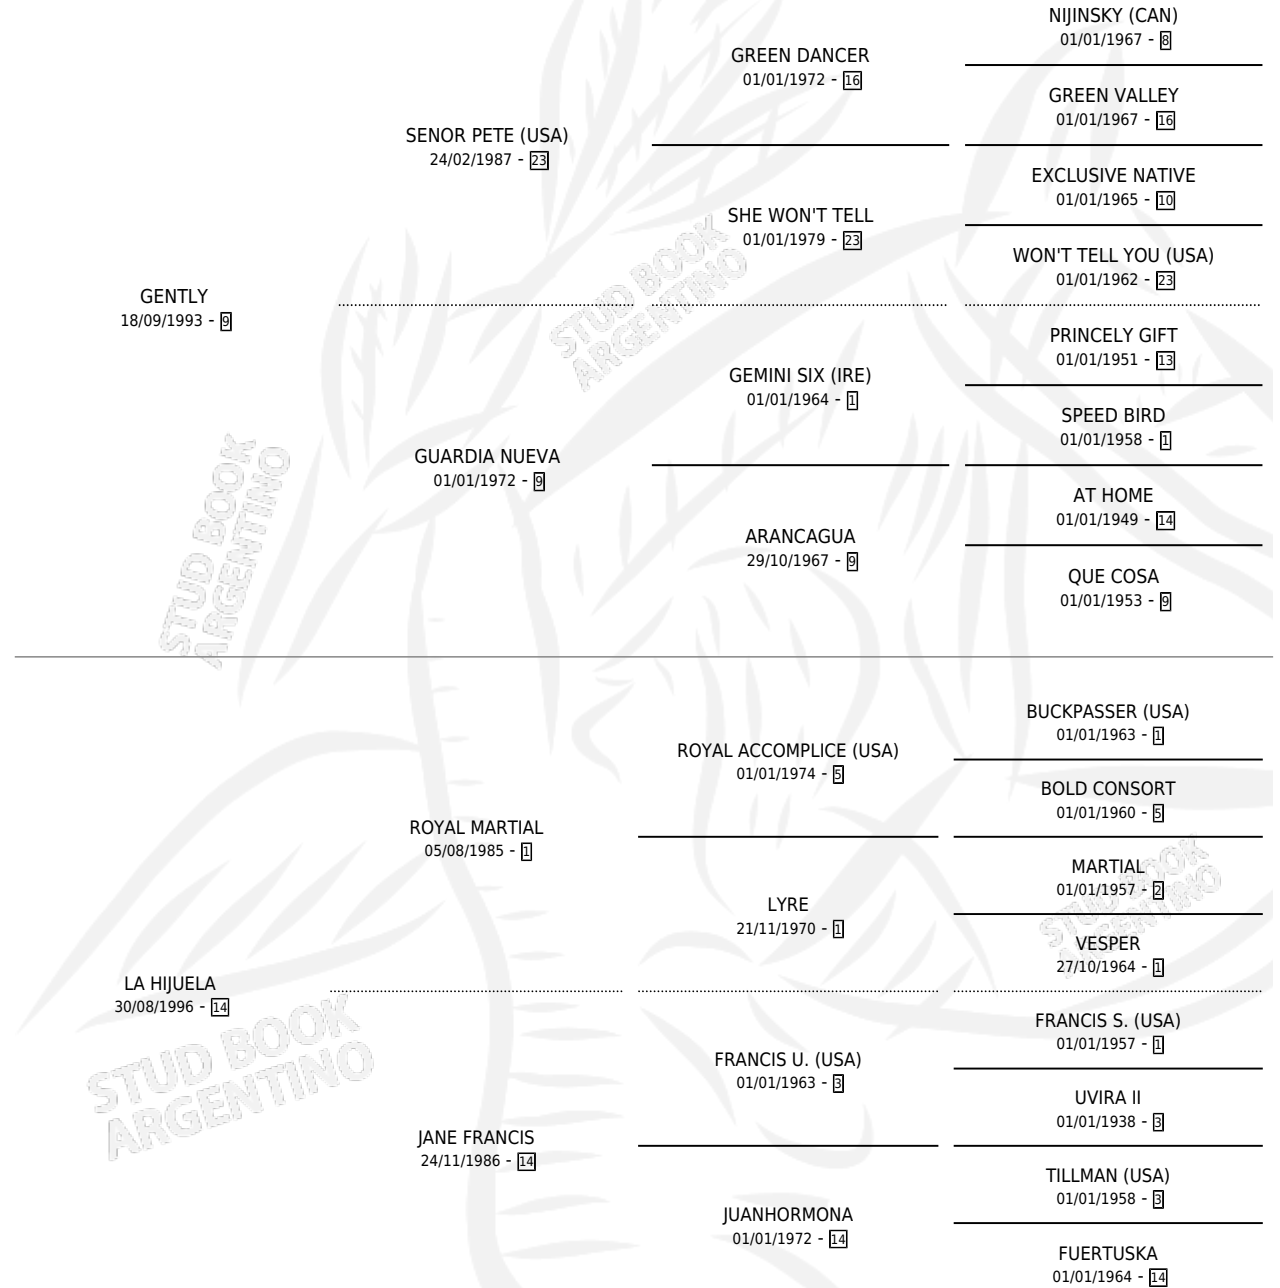 NIJINSKY (CAN)
01/01/1967 - 8
GREEN DANCER
01/01/1972 - 16
GREEN VALLEY
01/01/1967 - 16
SENOR PETE (USA)
24/02/1987 - 23
EXCLUSIVE NATIVE
01/01/1965 - 10
SHE WON'T TELL
01/01/1979 - 23
WON'T TELL YOU (USA)
01/01/1962 - 23
GENTLY
18/09/1993 - 9
STUD BOOK
ARGENTINO
PRINCELY GIFT
01/01/1951 - 13
GEMINI SIX (IRE)
01/01/1964 - 1
SPEED BIRD
01/01/1958 - 1
GUARDIA NUEVA
01/01/1972 - 9
AT HOME
01/01/1949 - 14
ARANCAGUA
29/10/1967 - 9
QUE COSA
01/01/1953 - 9
STUD BOOK
ARGENTINO
BUCKPASSER (USA)
01/01/1963 - 1
ROYAL ACCOMPLICE (USA)
01/01/1974 - 5
BOLD CONSORT
01/01/1960 - 5
ROYAL MARTIAL
05/08/1985 - 1
MARTIAL
01/01/1957 - 2
LYRE
21/11/1970 - 1
STUD BOOK
ARGENTINO
VESPER
27/10/1964 - 1
LA HIJUELA
30/08/1996 - 14
STUD BOOK
ARGENTINO
FRANCIS S. (USA)
01/01/1957 - 1
FRANCIS U. (USA)
01/01/1963 - 3
UVIRA II
01/01/1938 - 3
JANE FRANCIS
24/11/1986 - 14
TILLMAN (USA)
01/01/1958 - 3
JUANHORMONA
01/01/1972 - 14
FUERTUSKA
01/01/1964 - 14